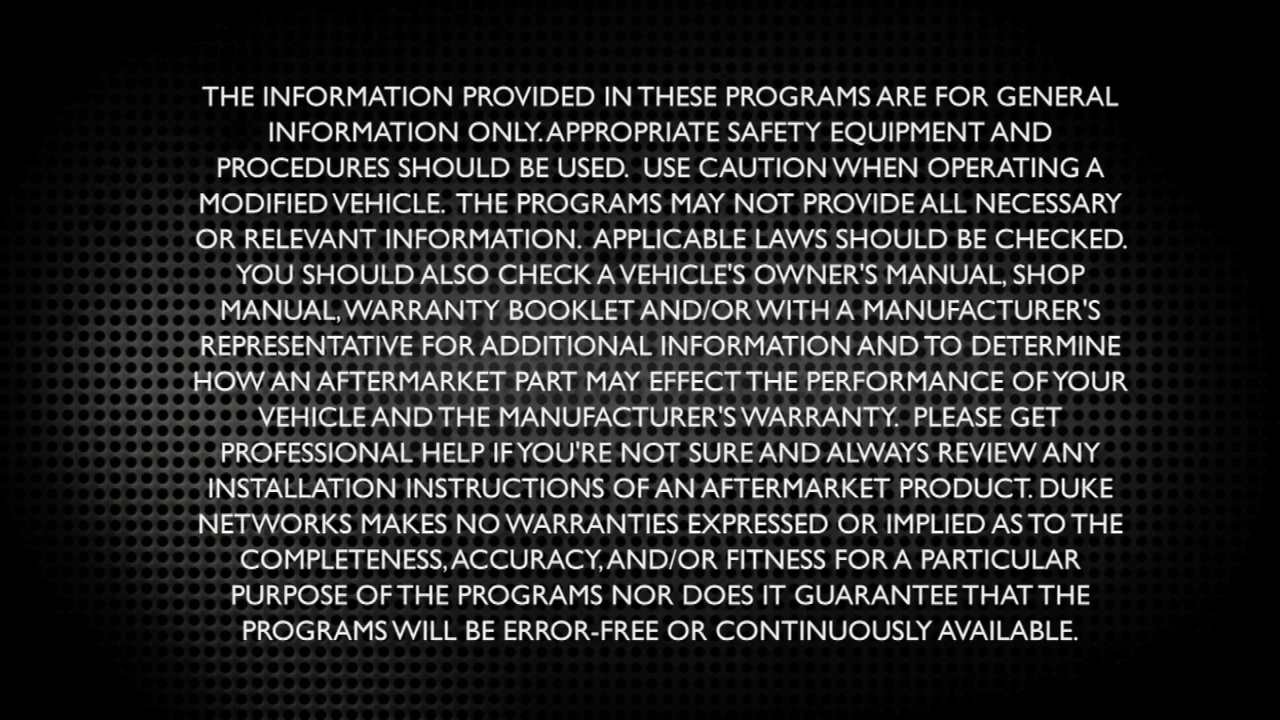 THE INFORMATION PROVIDED IN THESE PROGRAMS ARE FOR GENERAL
INFORMATION ONLY. APPROPRIATE SAFETY EQUIPMENT AND
PROCEDURES SHOULD BE USED.  USE CAUTION WHEN OPERATING A
MODIFIED VEHICLE.  THE PROGRAMS MAY NOT PROVIDE ALL NECESSARY
OR RELEVANT INFORMATION.  APPLICABLE LAWS SHOULD BE CHECKED.
YOU SHOULD ALSO CHECK A VEHICLE'S OWNER'S MANUAL, SHOP
MANUAL, WARRANTY BOOKLET AND/OR WITH A MANUFACTURER'S
REPRESENTATIVE FOR ADDITIONAL INFORMATION AND TO DETERMINE
HOW AN AFTERMARKET PART MAY EFFECT THE PERFORMANCE OF YOUR
VEHICLE AND THE MANUFACTURER'S WARRANTY.  PLEASE GET
PROFESSIONAL HELP IF YOU'RE NOT SURE AND ALWAYS REVIEW ANY
INSTALLATION INSTRUCTIONS OF AN AFTERMARKET PRODUCT. DUKE
NETWORKS MAKES NO WARRANTIES EXPRESSED OR IMPLIED AS TO THE
COMPLETENESS, ACCURACY, AND/OR FITNESS FOR A PARTICULAR
PURPOSE OF THE PROGRAMS NOR DOES IT GUARANTEE THAT THE
PROGRAMS WILL BE ERROR-FREE OR CONTINUOUSLY AVAILABLE.